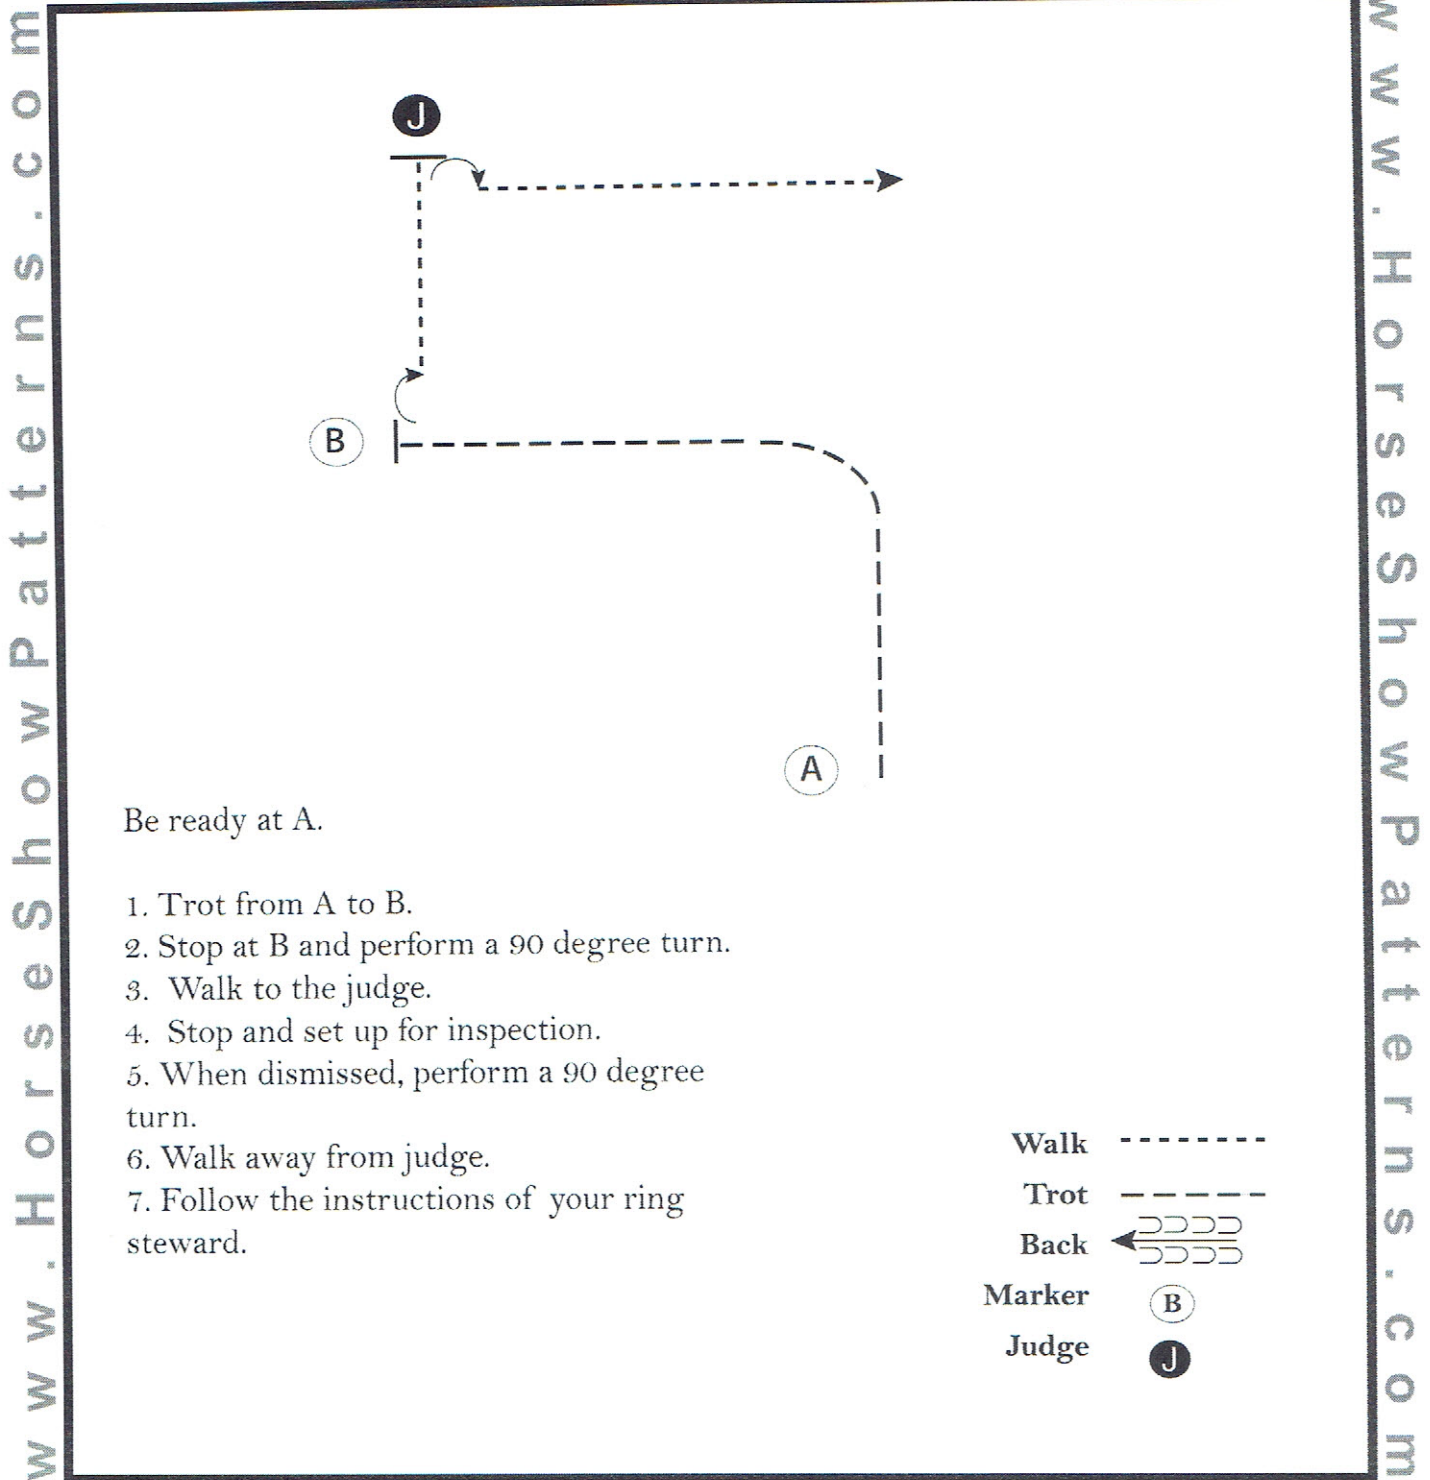 www.HorseShowPatterns.com
J
B
A
Be ready at A.
1. Trot from A to B.
2. Stop at B and perform a 90 degree turn.
3. Walk to the judge.
4. Stop and set up for inspection.
5. When dismissed, perform a 90 degree
turn.
6. Walk away from judge.
7. Follow the instructions of your ring
steward.
Walk
Trot
Back
Marker B
Judge J
www.HorseShowPatterns.com